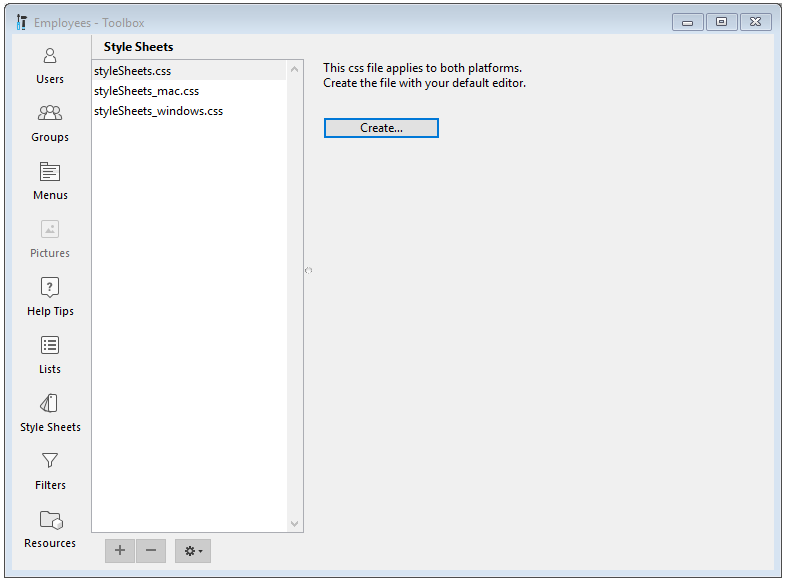 Employees - Toolbox
Style Sheets
Users
Groups
Menus
Pictures
Help Tips
Lists
Style Sheets
Filters
Resources
styleSheets.css
styleSheets_mac.css
styleSheets_windows.css
This css file applies to both platforms.
Create the file with your default editor.
Create...